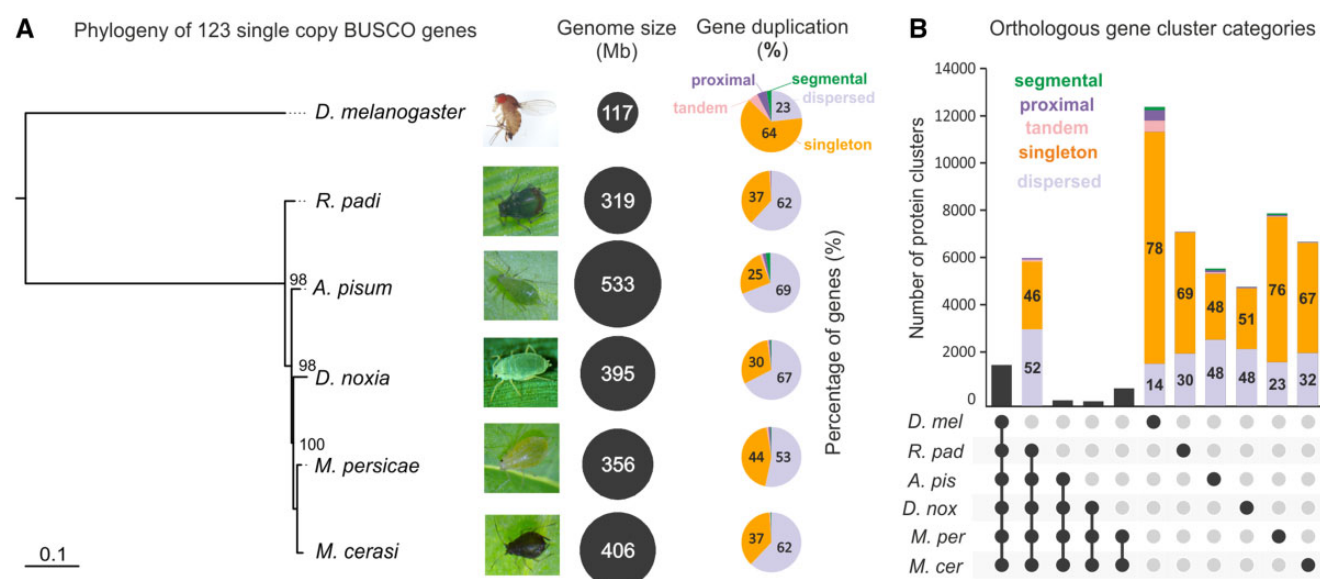 A Phylogeny of 123 single copy BUSCO genes
Genome size
(Mb)
Gene duplication
(%)
proximal segmental
tandem dispersed
23
64
singleton
D. melanogaster
117
R. padi
319
37 62
98
A. pisum
533
25 69
98
D. noxia
395
30 67
100
M. persicae
356
44 53
M. cerasi
406
37 62
0.1
Percentage of genes (%)
B Orthologous gene cluster categories
Number of protein clusters
14000
12000
10000
8000
6000
4000
2000
0
segmental
proximal
tandem
singleton
dispersed
46 78 69 48 51 76 67
52 14 30 48 48 23 32
D. mel
R. pad
A. pis
D. nox
M. per
M. cer